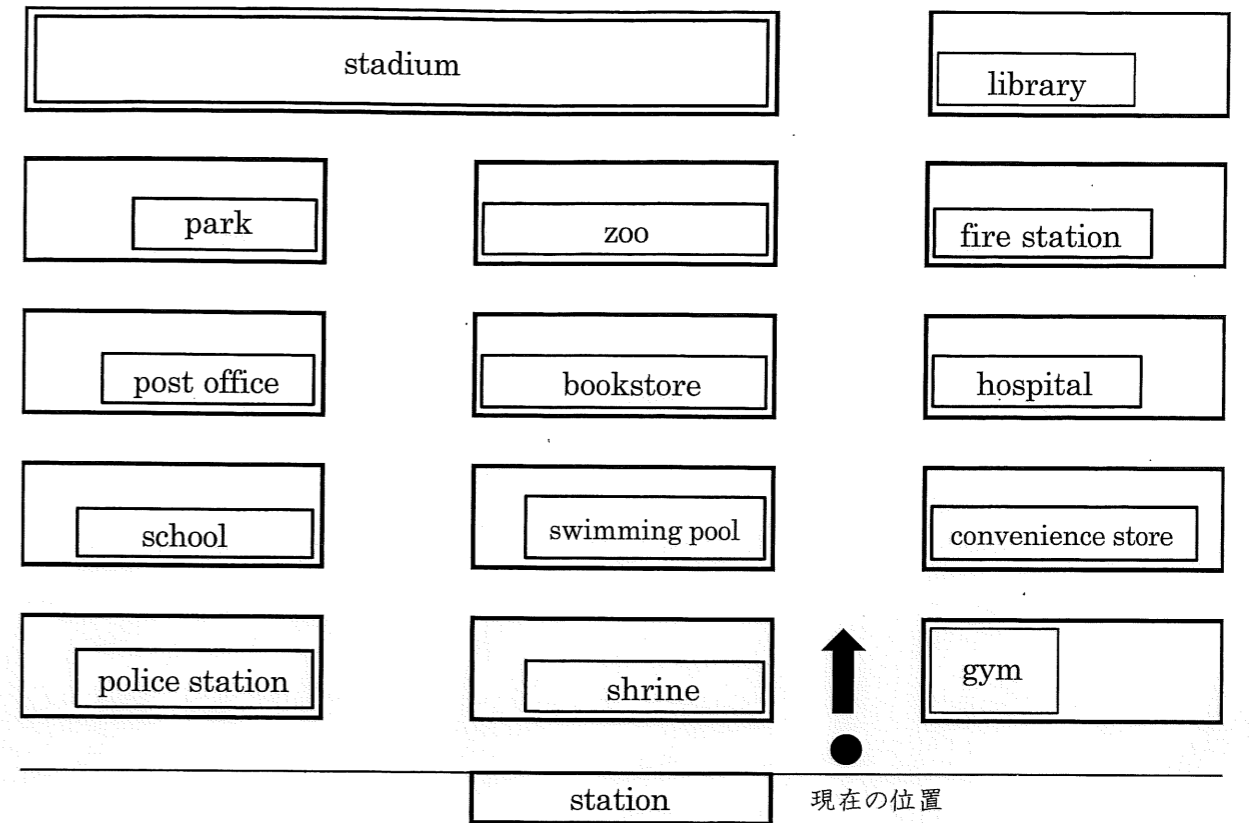 stadium
library
park
zoo
fire station
post office
bookstore
hospital
school
swimming pool
convenience store
police station
shrine
gym
station
現在の位置